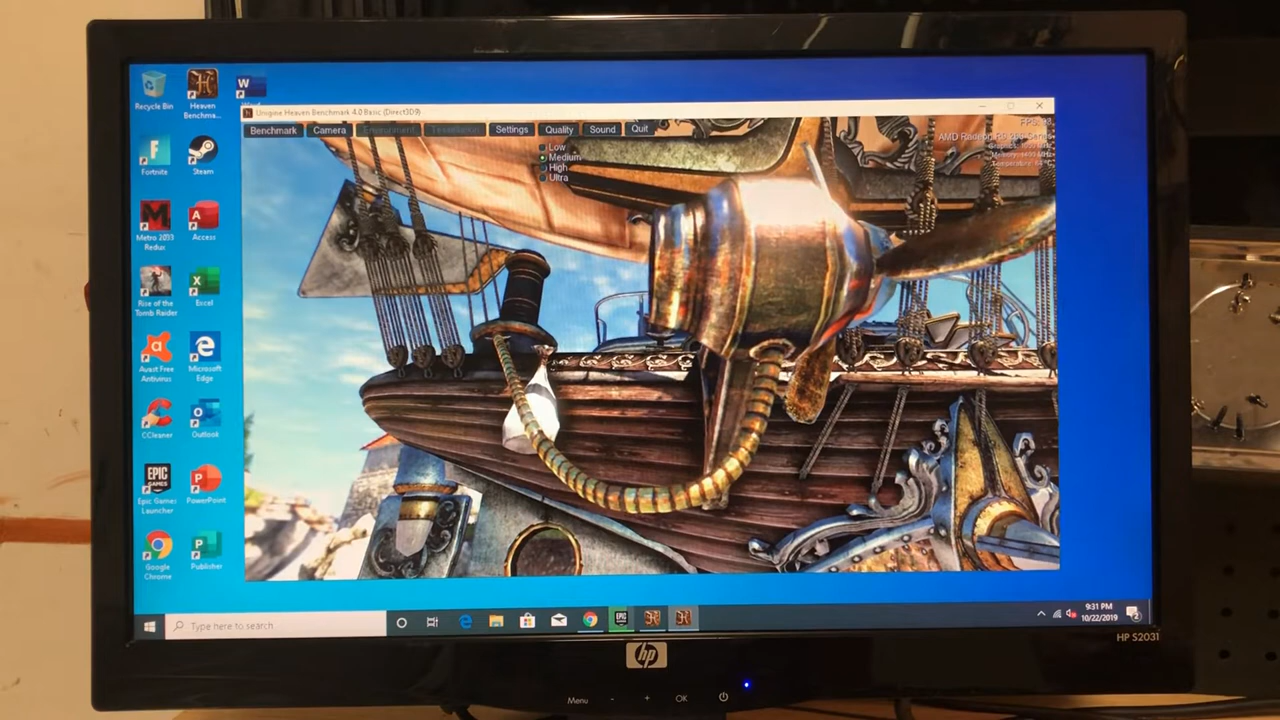 Recycle Bin
Heaven
Benchma...
W
Unigine Heaven Benchmark 4.0 Basic (Direct3D9)
Benchmark
Camera
Environment
Settings
Quality
Sound
Quit
Low
Medium
High
Ultra
Fortnite
Steam
Metro 2033
Redux
Access
Rise of the
Tomb Raider
Excel
Avast Free
Antivirus
Microsoft
Edge
CCleaner
Outlook
EPIC
GAMES
Epic Games
Launcher
PowerPoint
Google
Chrome
Publisher
Type here to search
9:31 PM
10/22/2019
2
HP S2031
hp
Menu
-
+
OK